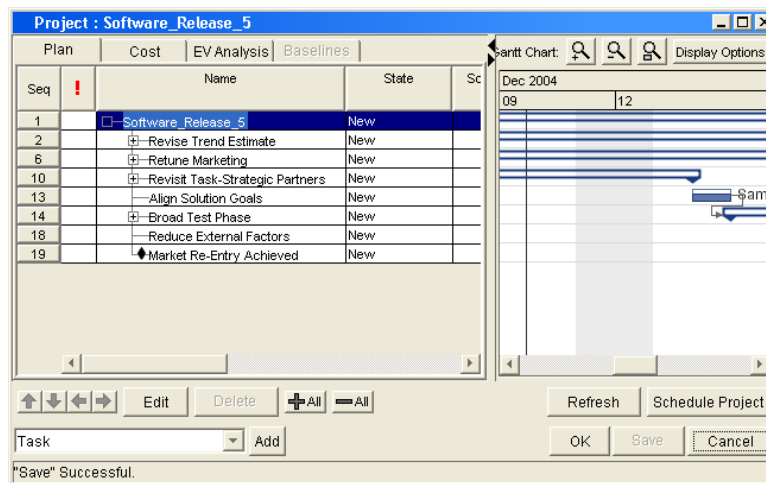 Project : Software_Release_5
Plan Cost EV Analysis Baselines
Gantt Chart: Display Options
Seq ! Name State Sc
Dec 2004
09 12
1 Software_Release_5 New
2 Revise Trend Estimate New
6 Retune Marketing New
10 Revisit Task-Strategic Partners New
13 Align Solution Goals New
Sam
14 Broad Test Phase New
18 Reduce External Factors New
19 Market Re-Entry Achieved New
Edit Delete All All Refresh Schedule Project
Task Add OK Save Cancel
"Save" Successful.